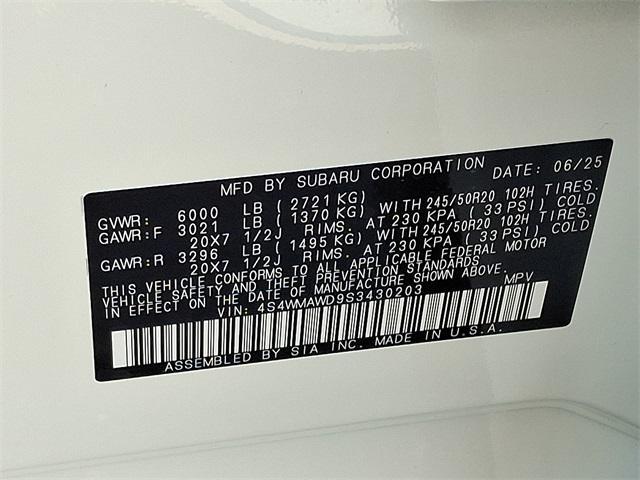 MFD BY SUBARU CORPORATION DATE: 06/25
GVWR: 6000 LB (2721 KG)
GAWR:F 3021 LB (1370 KG) WITH 245/50R20 102H TIRES.
20X7 1/2J RIMS. AT 230 KPA (33 PSI) COLD
GAWR:R 3296 LB (1495 KG) WITH 245/50R20 102H TIRES.
20X7 1/2J RIMS. AT 230 KPA (33 PSI) COLD
THIS VEHICLE CONFORMS TO ALL APPLICABLE FEDERAL MOTOR
VEHICLE SAFETY AND THEFT PREVENTION STANDARDS
IN EFFECT ON THE DATE OF MANUFACTURE SHOWN ABOVE.
VIN: 4S4WMAWD9S3430203 MPV
ASSEMBLED BY SIA INC. MADE IN U.S.A.